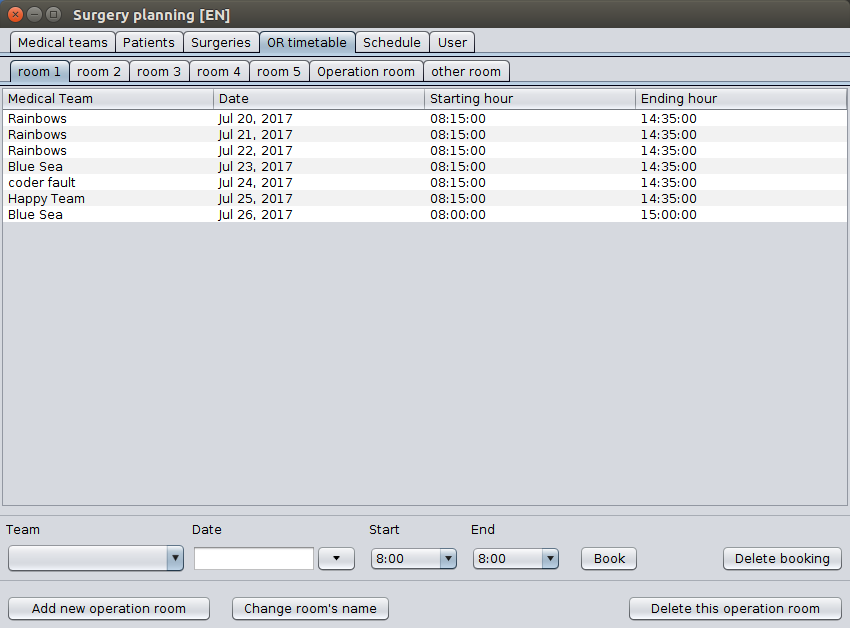 Surgery planning [EN]
Medical teams Patients Surgeries OR timetable Schedule User
room 1 room 2 room 3 room 4 room 5 Operation room other room
Medical Team Date Starting hour Ending hour
Rainbows Jul 20, 2017 08:15:00 14:35:00
Rainbows Jul 21, 2017 08:15:00 14:35:00
Rainbows Jul 22, 2017 08:15:00 14:35:00
Blue Sea Jul 23, 2017 08:15:00 14:35:00
coder fault Jul 24, 2017 08:15:00 14:35:00
Happy Team Jul 25, 2017 08:15:00 14:35:00
Blue Sea Jul 26, 2017 08:00:00 15:00:00
Team Date Start End
8:00 8:00 Book Delete booking
Add new operation room Change room's name Delete this operation room